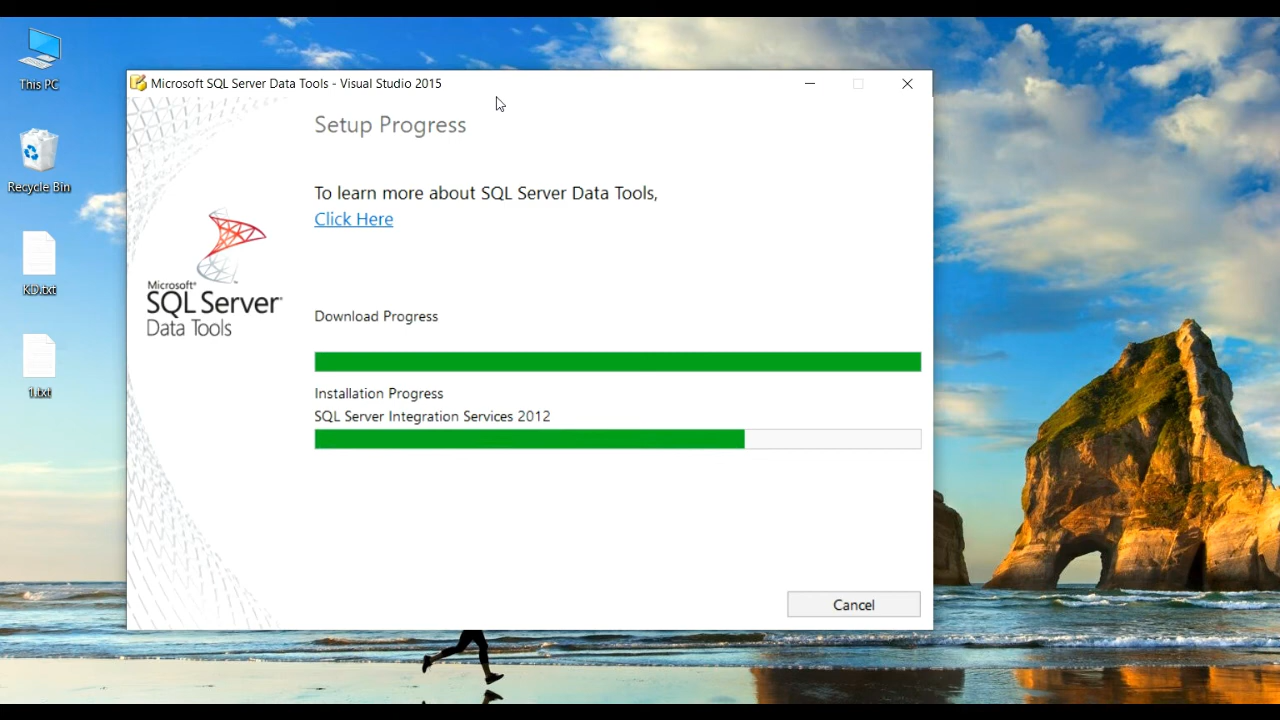 This PC
Recycle Bin
KD.txt
1.txt
Microsoft SQL Server Data Tools - Visual Studio 2015
Setup Progress
To learn more about SQL Server Data Tools,
Click Here
Microsoft®
SQL Server®
Data Tools
Download Progress
Installation Progress
SQL Server Integration Services 2012
Cancel